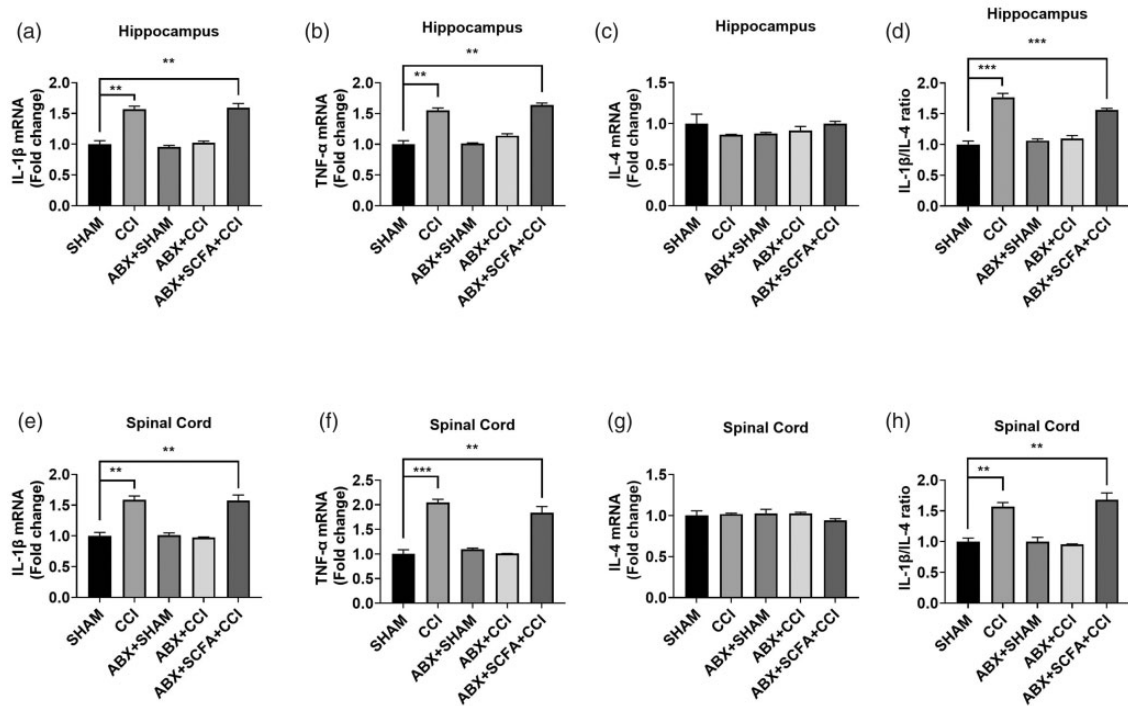 (a)
Hippocampus
**
**
IL-1β mRNA
(Fold change)
2.0
1.5
1.0
0.5
0.0
SHAM
CCI
ABX+SHAM
ABX+CCI
ABX+SCFA+CCI
(b)
Hippocampus
**
**
TNF-α mRNA
(Fold change)
2.0
1.5
1.0
0.5
0.0
SHAM
CCI
ABX+SHAM
ABX+CCI
ABX+SCFA+CCI
(c)
Hippocampus
IL-4 mRNA
(Fold change)
1.5
1.0
0.5
0.0
SHAM
CCI
ABX+SHAM
ABX+CCI
ABX+SCFA+CCI
(d)
Hippocampus
***
***
IL-1β/IL-4 ratio
2.0
1.5
1.0
0.5
0.0
SHAM
CCI
ABX+SHAM
ABX+CCI
ABX+SCFA+CCI
(e)
Spinal Cord
**
**
IL-1β mRNA
(Fold change)
2.0
1.5
1.0
0.5
0.0
SHAM
CCI
ABX+SHAM
ABX+CCI
ABX+SCFA+CCI
(f)
Spinal Cord
**
***
TNF-α mRNA
(Fold change)
2.5
2.0
1.5
1.0
0.5
0.0
SHAM
CCI
ABX+SHAM
ABX+CCI
ABX+SCFA+CCI
(g)
Spinal Cord
IL-4 mRNA
(Fold change)
1.5
1.0
0.5
0.0
SHAM
CCI
ABX+SHAM
ABX+CCI
ABX+SCFA+CCI
(h)
Spinal Cord
**
**
IL-1β/IL-4 ratio
2.0
1.5
1.0
0.5
0.0
SHAM
CCI
ABX+SHAM
ABX+CCI
ABX+SCFA+CCI